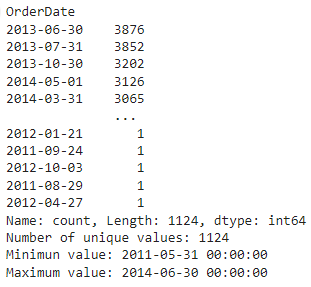 OrderDate
2013-06-30    3876
2013-07-31    3852
2013-10-30    3202
2014-05-01    3126
2014-03-31    3065
...
2012-01-21       1
2011-09-24       1
2012-10-03       1
2011-08-29       1
2012-04-27       1
Name: count, Length: 1124, dtype: int64
Number of unique values: 1124
Minimun value: 2011-05-31 00:00:00
Maximum value: 2014-06-30 00:00:00